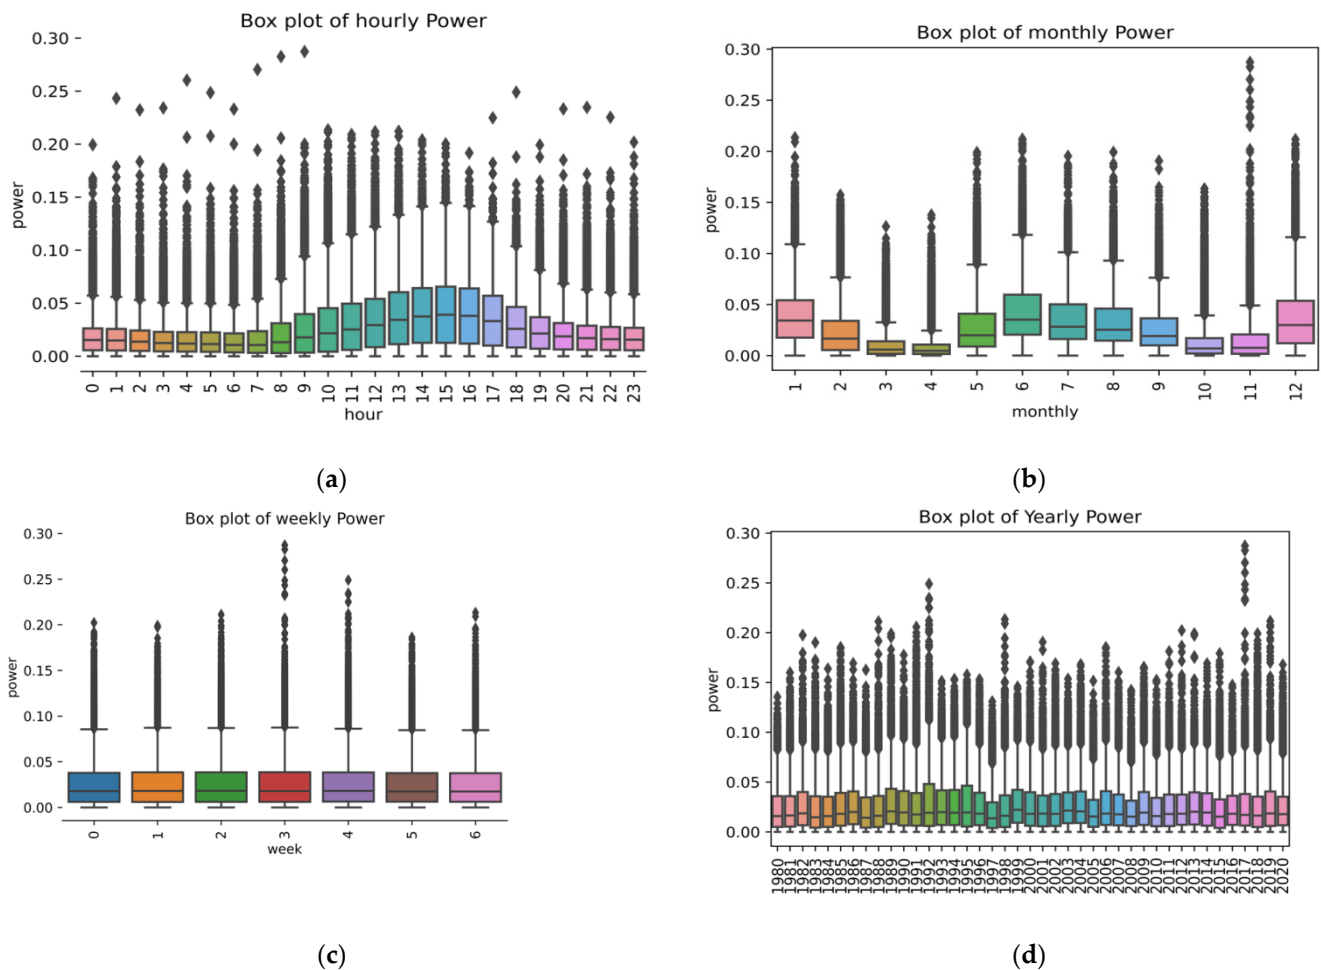 Box plot of hourly Power
0.30
0.25
0.20
0.15
0.10
0.05
0.00
power
0 1 2 3 4 5 6 7 8 9 10 11 12 13 14 15 16 17 18 19 20 21 22 23
hour
(a)
Box plot of monthly Power
0.30
0.25
0.20
0.15
0.10
0.05
0.00
power
1 2 3 4 5 6 7 8 9 10 11 12
monthly
(b)
Box plot of weekly Power
0.30
0.25
0.20
0.15
0.10
0.05
0.00
power
0 1 2 3 4 5 6
week
(c)
Box plot of Yearly Power
0.30
0.25
0.20
0.15
0.10
0.05
0.00
power
1980 1981 1982 1983 1984 1985 1986 1987 1988 1989 1990 1991 1992 1993 1994 1995 1996 1997 1998 1999 2000 2001 2002 2003 2004 2005 2006 2007 2008 2009 2010 2011 2012 2013 2014 2015 2016 2017 2018 2019 2020
(d)